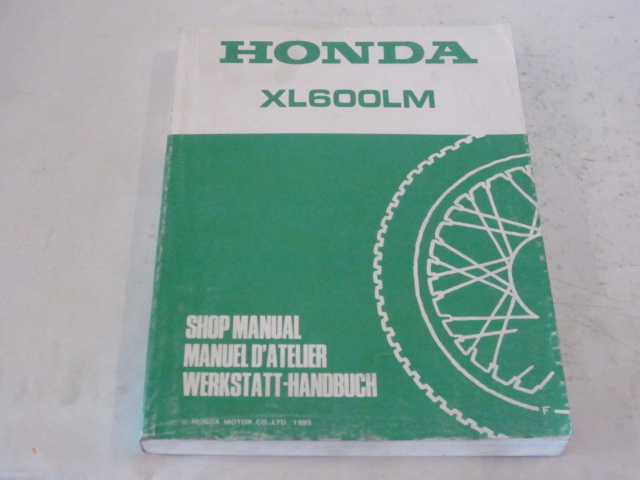 HONDA
XL600LM
SHOP MANUAL
MANUEL D'ATELIER
WERKSTATT-HANDBUCH
© HONDA MOTOR CO., LTD. 1985
F